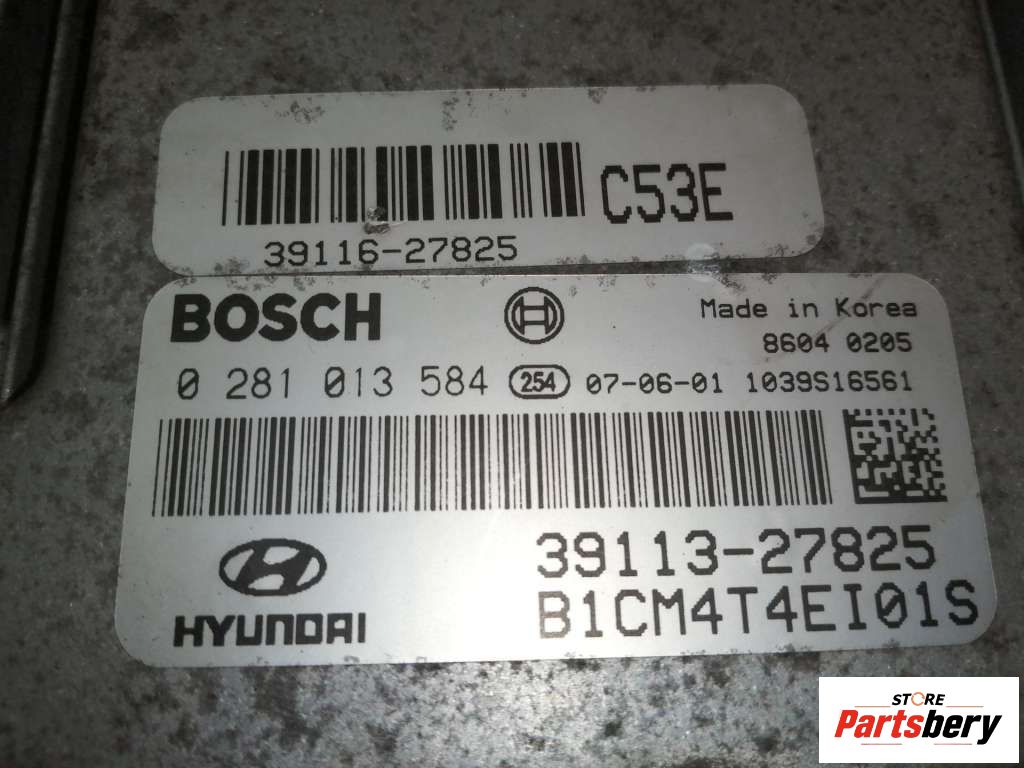 C53E
39116-27825
BOSCH
Made in Korea
8604 0205
0 281 013 584 254 07-06-01 1039S16561
39113-27825
HYUNDAI
B1CM4T4EI01S
STORE
Partsbery